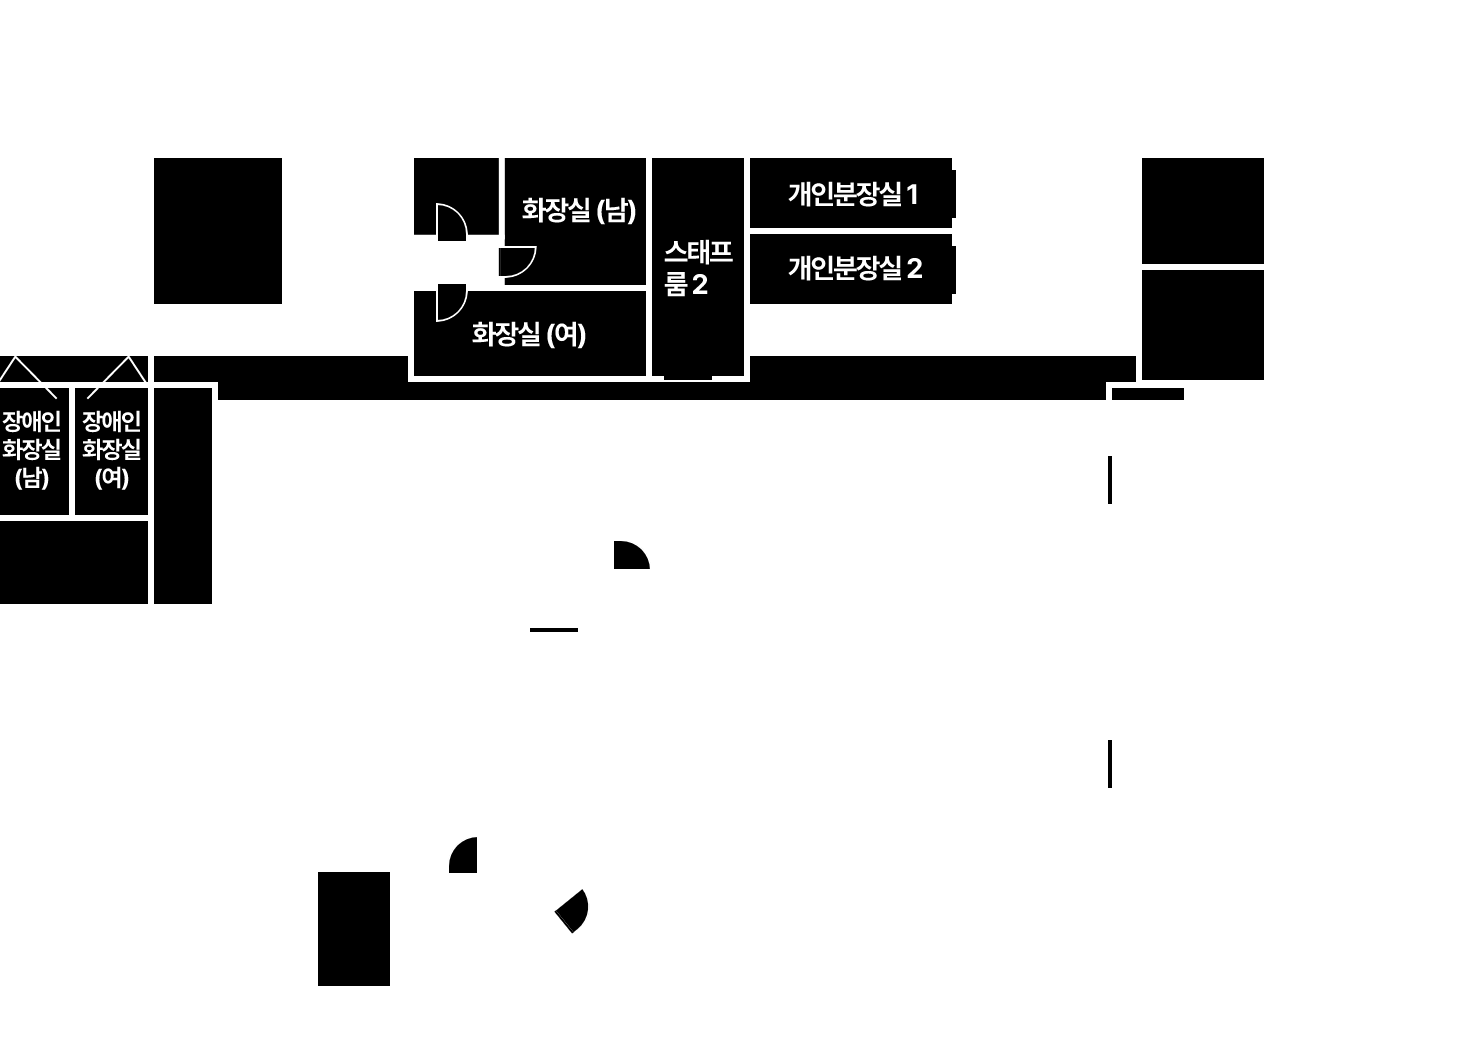 화장실 (남)
화장실 (여)
스태프
룸 2
개인분장실 1
개인분장실 2
장애인
화장실
(남)
장애인
화장실
(여)